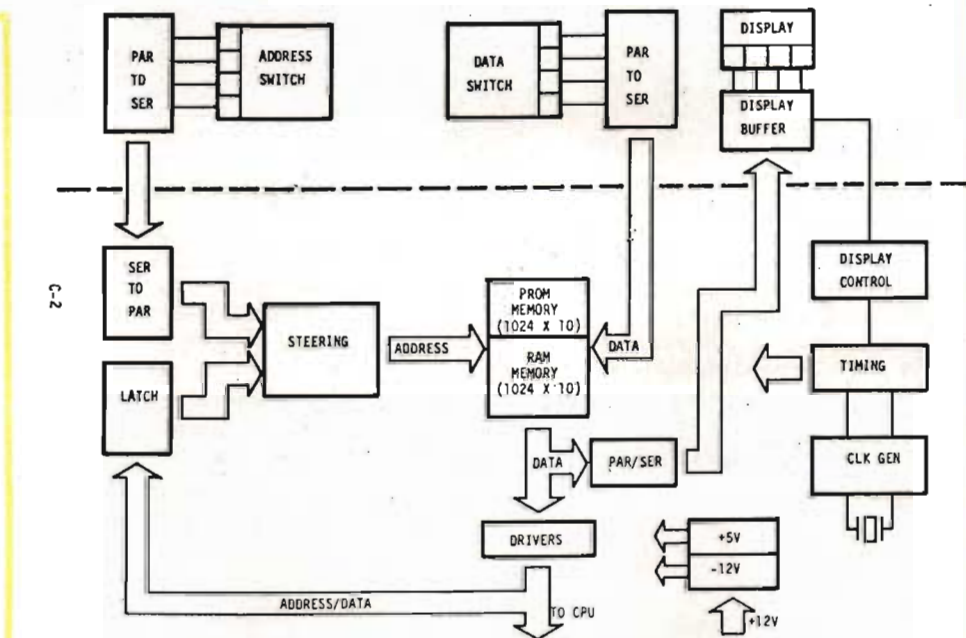 PAR
TD
SER
ADDRESS
SWITCH
DATA
SWITCH
PAR
TO
SER
DISPLAY
DISPLAY
BUFFER
C-2
SER
TO
PAR
LATCH
STEERING
ADDRESS
PROM
MEMORY
(1024 X 10)
RAM
MEMORY
(1024 X 10)
DATA
DISPLAY
CONTROL
TIMING
CLK GEN
DATA
PAR/SER
DRIVERS
+5V
-12V
+12V
ADDRESS/DATA
TO CPU